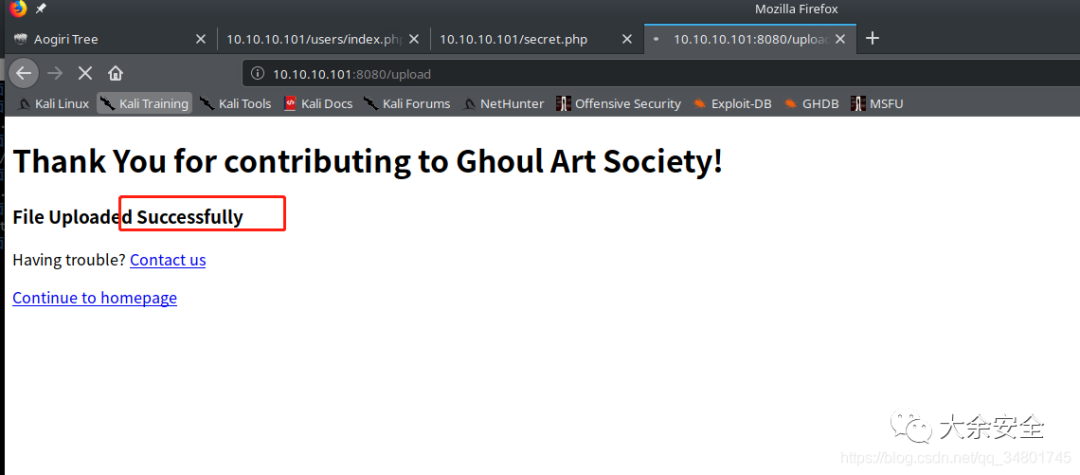 Mozilla Firefox
Aogiri Tree
10.10.10.101/users/index.ph
10.10.10.101/secret.php
10.10.10.101:8080/upload
10.10.10.101:8080/upload
Kali Linux Kali Training Kali Tools Kali Docs Kali Forums NetHunter Offensive Security Exploit-DB GHDB MSFU
Thank You for contributing to Ghoul Art Society!
File Uploaded Successfully
Having trouble? Contact us
Continue to homepage
大余安全
https://blog.csdn.net/qq_34801745